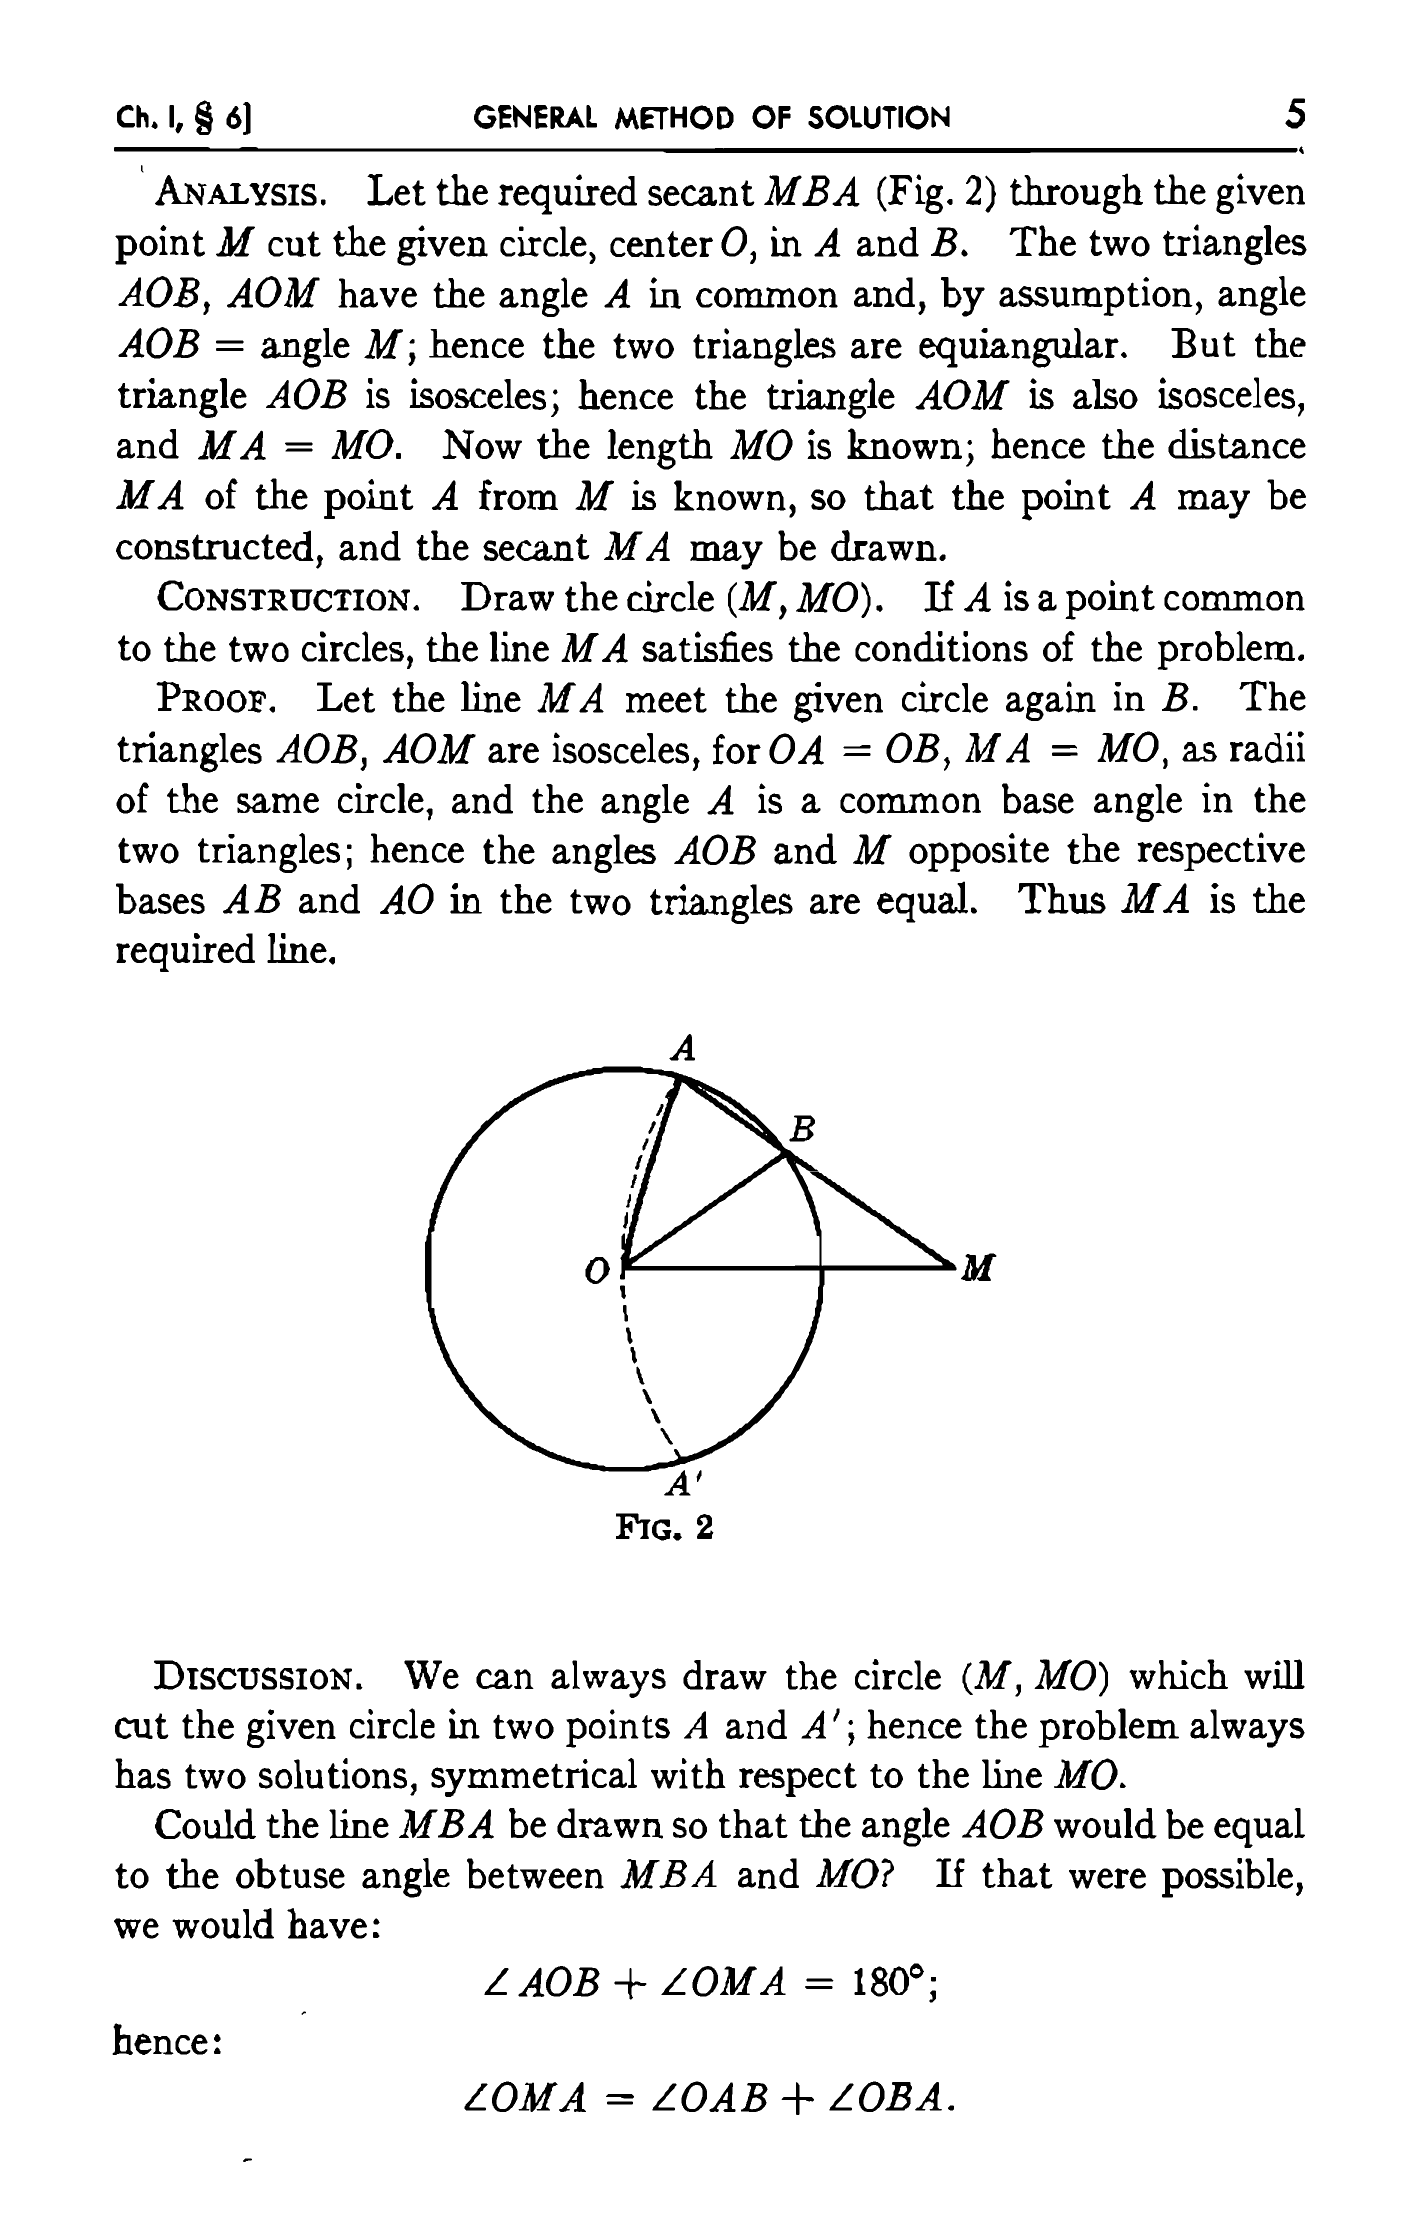 Ch. I, § 6] GENERAL METHOD OF SOLUTION 5
ANALYSIS. Let the required secant MBA (Fig. 2) through the given
point M cut the given circle, center O, in A and B. The two triangles
AOB, AOM have the angle A in common and, by assumption, angle
AOB = angle M; hence the two triangles are equiangular. But the
triangle AOB is isosceles; hence the triangle AOM is also isosceles,
and MA = MO. Now the length MO is known; hence the distance
MA of the point A from M is known, so that the point A may be
constructed, and the secant MA may be drawn.
CONSTRUCTION. Draw the circle (M, MO). If A is a point common
to the two circles, the line MA satisfies the conditions of the problem.
PROOF. Let the line MA meet the given circle again in B. The
triangles AOB, AOM are isosceles, for OA = OB, MA = MO, as radii
of the same circle, and the angle A is a common base angle in the
two triangles; hence the angles AOB and M opposite the respective
bases AB and AO in the two triangles are equal. Thus MA is the
required line.
A
B
O
M
A'
FIG. 2
DISCUSSION. We can always draw the circle (M, MO) which will
cut the given circle in two points A and A'; hence the problem always
has two solutions, symmetrical with respect to the line MO.
Could the line MBA be drawn so that the angle AOB would be equal
to the obtuse angle between MBA and MO? If that were possible,
we would have:
∠AOB + ∠OMA = 180°;
hence:
∠OMA = ∠OAB + ∠OBA.